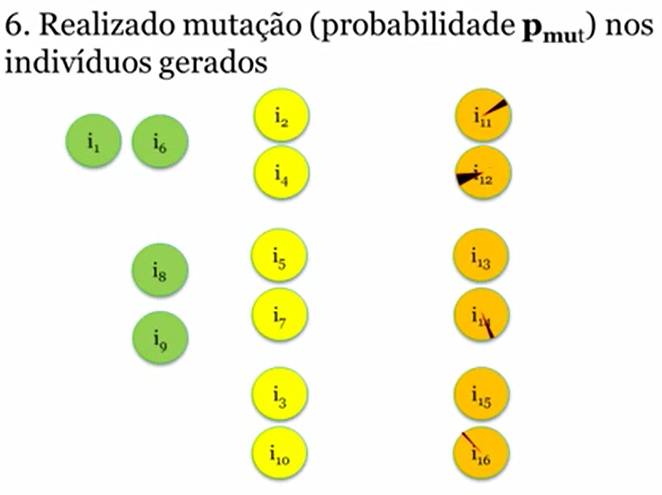 6. Realizado mutação (probabilidade pmut) nos
indivíduos gerados
i1 i6
i2
i4
i8
i9
i5
i7
i3
i10
i11
i12
i13
i14
i15
i16